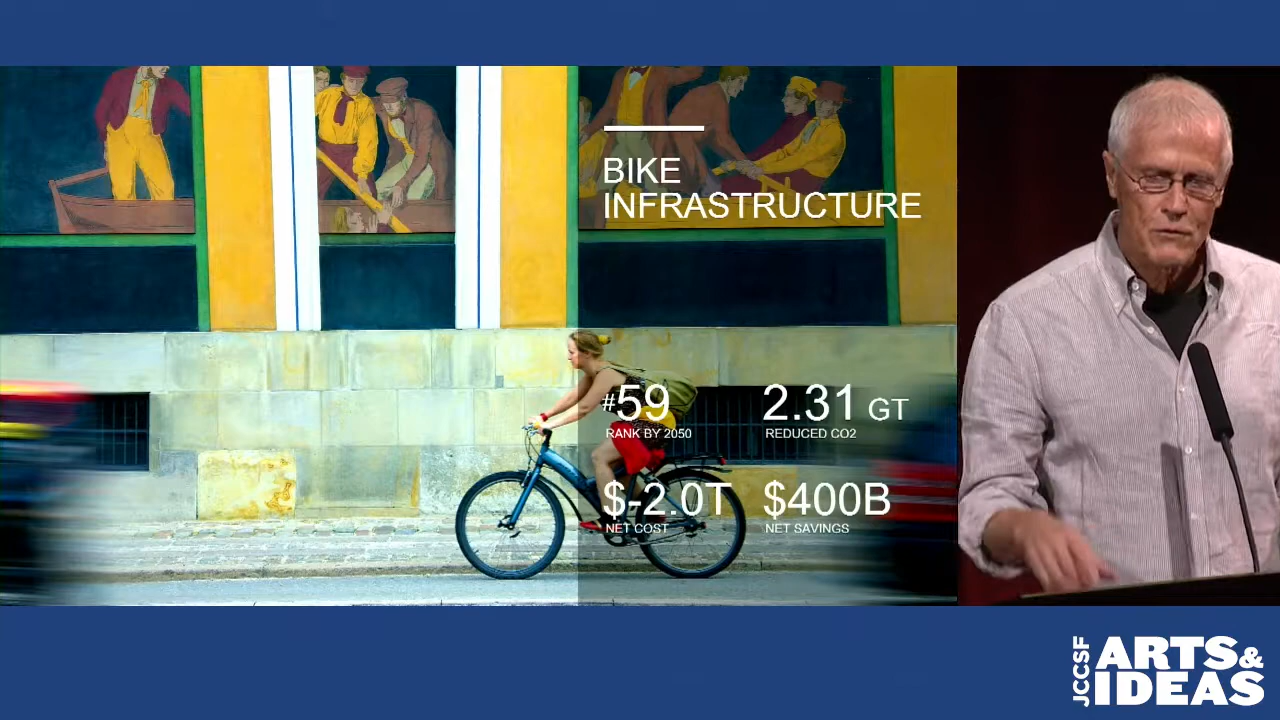 BIKE
INFRASTRUCTURE
#59
RANK BY 2050
2.31 GT
REDUCED CO2
$-2.0T
NET COST
$400B
NET SAVINGS
JCCSF
ARTS&
IDEAS